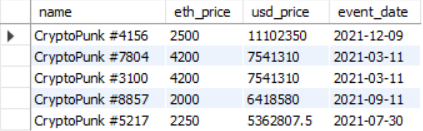 name eth_price usd_price event_date
CryptoPunk #4156 2500 11102350 2021-12-09
CryptoPunk #7804 4200 7541310 2021-03-11
CryptoPunk #3100 4200 7541310 2021-03-11
CryptoPunk #8857 2000 6418580 2021-09-11
CryptoPunk #5217 2250 5362807.5 2021-07-30